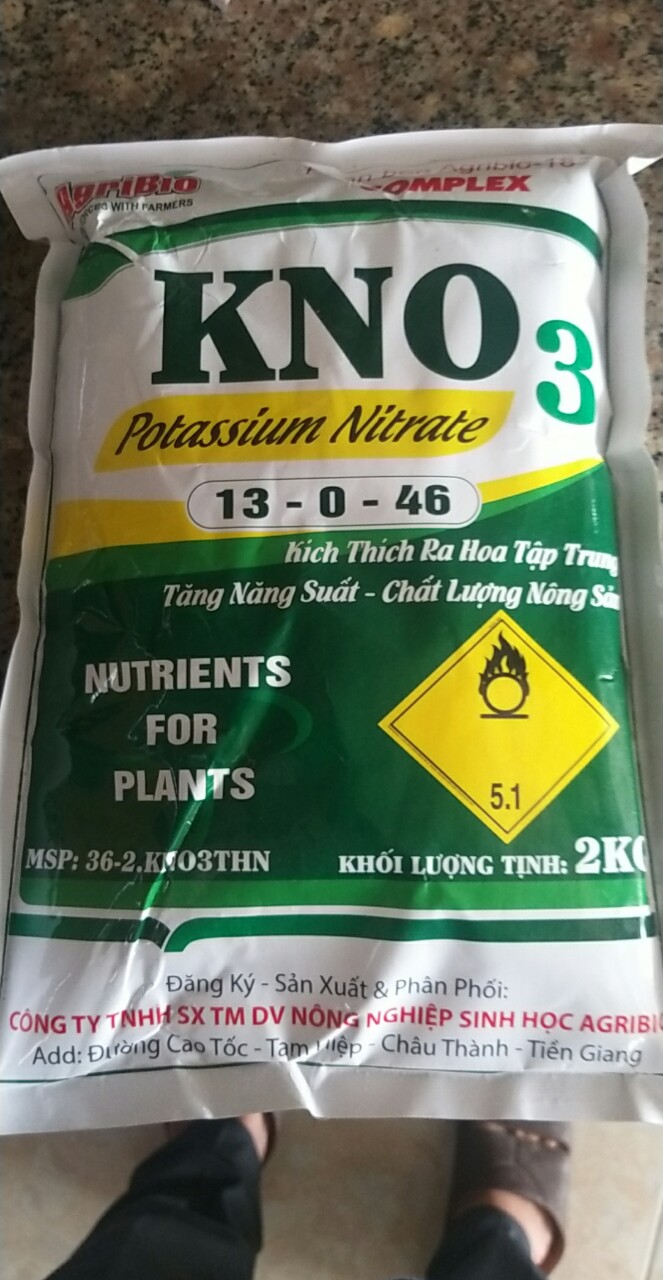 AgriBio
WITH FARMERS
COMPLEX
KNO3
Potassium Nitrate
13 - 0 - 46
Kích Thích Ra Hoa Tập Trung
Tăng Năng Suất - Chất Lượng Nông Sản
NUTRIENTS
FOR
PLANTS
5.1
MSP: 36-2.KNO3THN
KHỐI LƯỢNG TỊNH: 2KG
Đăng Ký - Sản Xuất & Phân Phối:
CÔNG TY TNHH SX TM DV NÔNG NGHIỆP SINH HỌC AGRIBIO
Add: Đường Cao Tốc - Tam Hiệp - Châu Thành - Tiền Giang